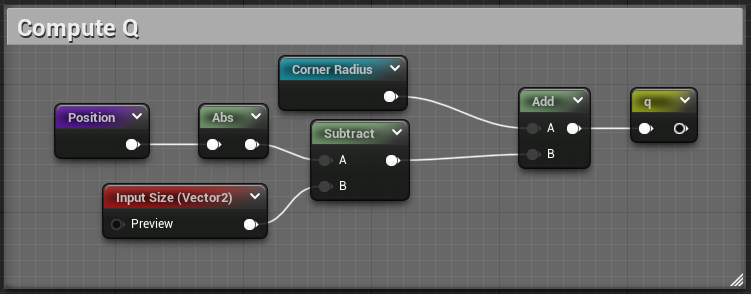 Compute Q
Corner Radius
Position
Abs
Subtract
A
B
Input Size (Vector2)
Preview
Add
A
B
q